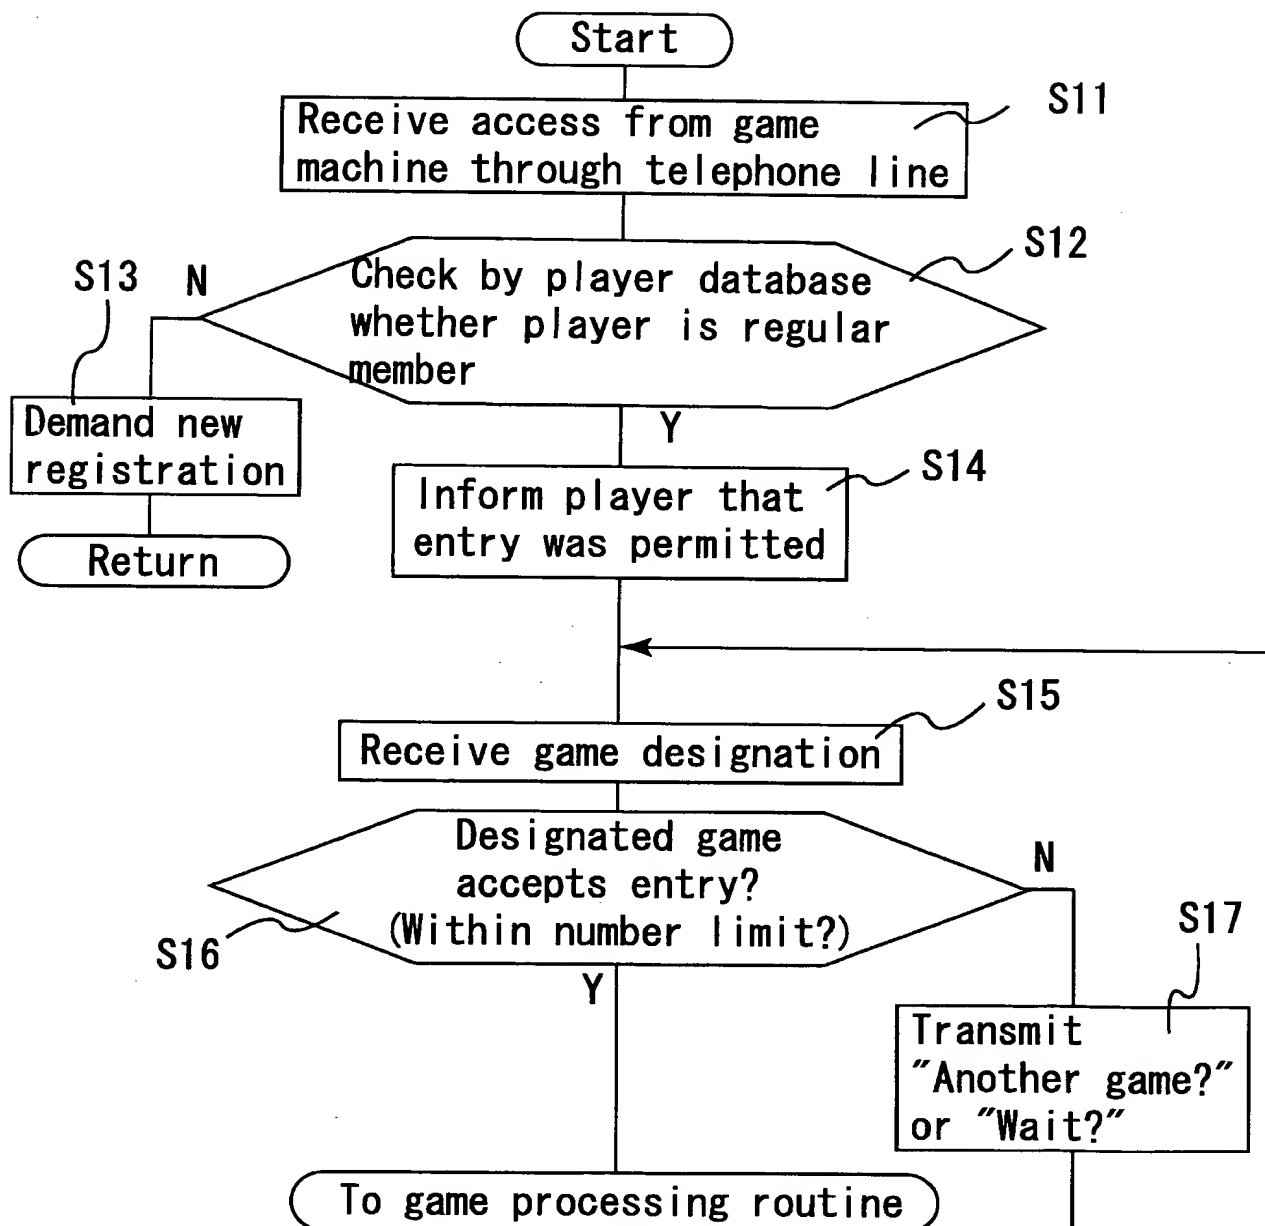 Start
S11
Receive access from game
machine through telephone line
S12
S13
N
Check by player database
whether player is regular
member
Y
Demand new
registration
S14
Inform player that
entry was permitted
Return
S15
Receive game designation
Designated game
accepts entry?
(Within number limit?)
N
S16
Y
S17
Transmit
"Another game?"
or "Wait?"
To game processing routine